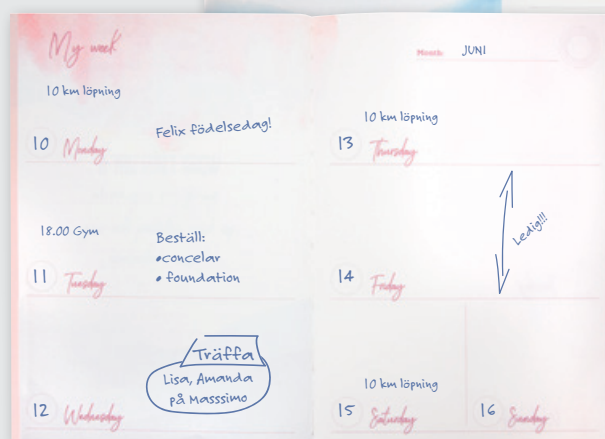 My week
10 km löpning
Felix födelsedag!
10 Monday
18.00 Gym
Beställ:
•concelar
• foundation
11 Tuesday
Träffa
Lisa, Amanda
på Masssimo
12 Wednesday
Month: JUNI
10 km löpning
13 Thursday
Ledig!!!
14 Friday
10 km löpning
15 Saturday
16 Sunday